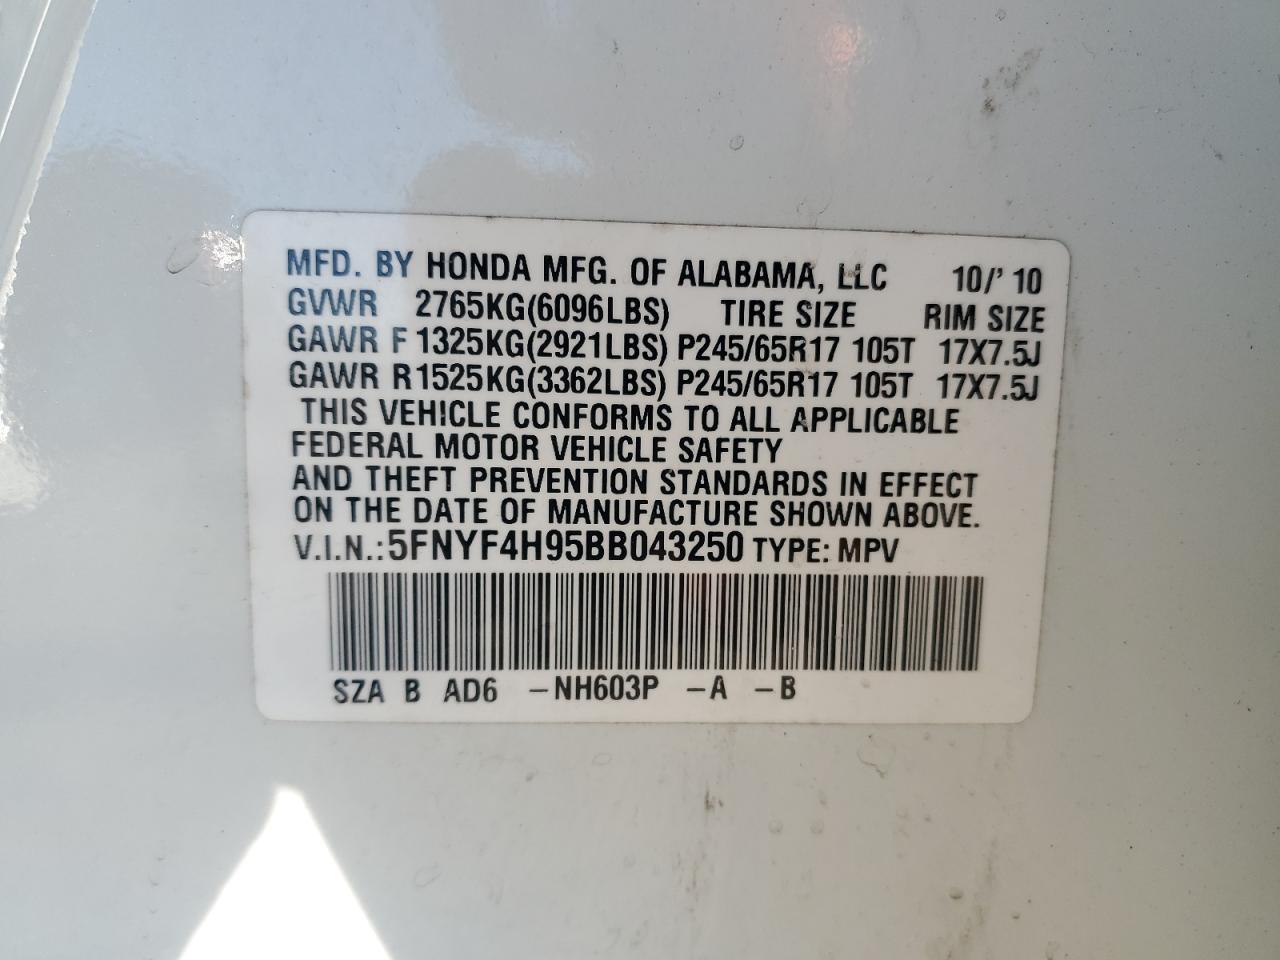 MFD. BY HONDA MFG. OF ALABAMA, LLC 10/'10
GVWR 2765KG(6096LBS) TIRE SIZE RIM SIZE
GAWR F 1325KG(2921LBS) P245/65R17 105T 17X7.5J
GAWR R 1525KG(3362LBS) P245/65R17 105T 17X7.5J
THIS VEHICLE CONFORMS TO ALL APPLICABLE
FEDERAL MOTOR VEHICLE SAFETY
AND THEFT PREVENTION STANDARDS IN EFFECT
ON THE DATE OF MANUFACTURE SHOWN ABOVE.
V.I.N.:5FNYF4H95BB043250 TYPE: MPV
SZA B AD6 -NH603P -A -B